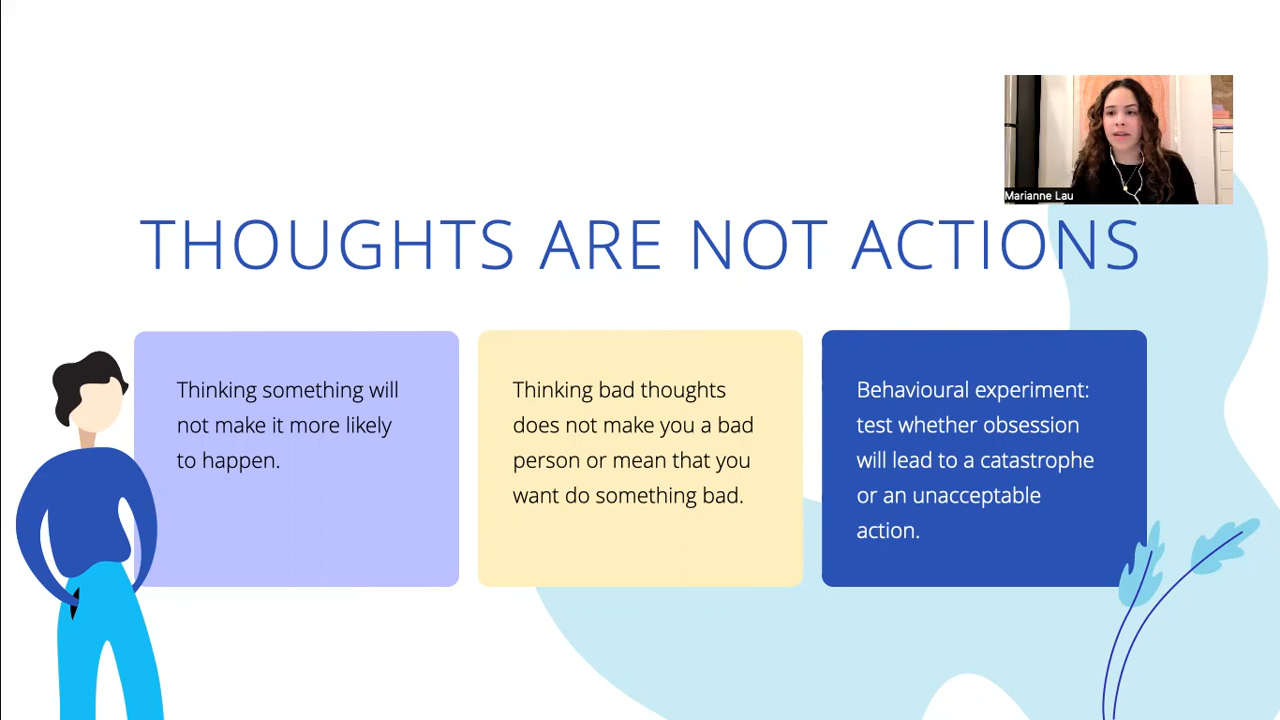 Marianne Lau
THOUGHTS ARE NOT ACTIONS
Thinking something will
not make it more likely
to happen.
Thinking bad thoughts
does not make you a bad
person or mean that you
want do something bad.
Behavioural experiment:
test whether obsession
will lead to a catastrophe
or an unacceptable
action.